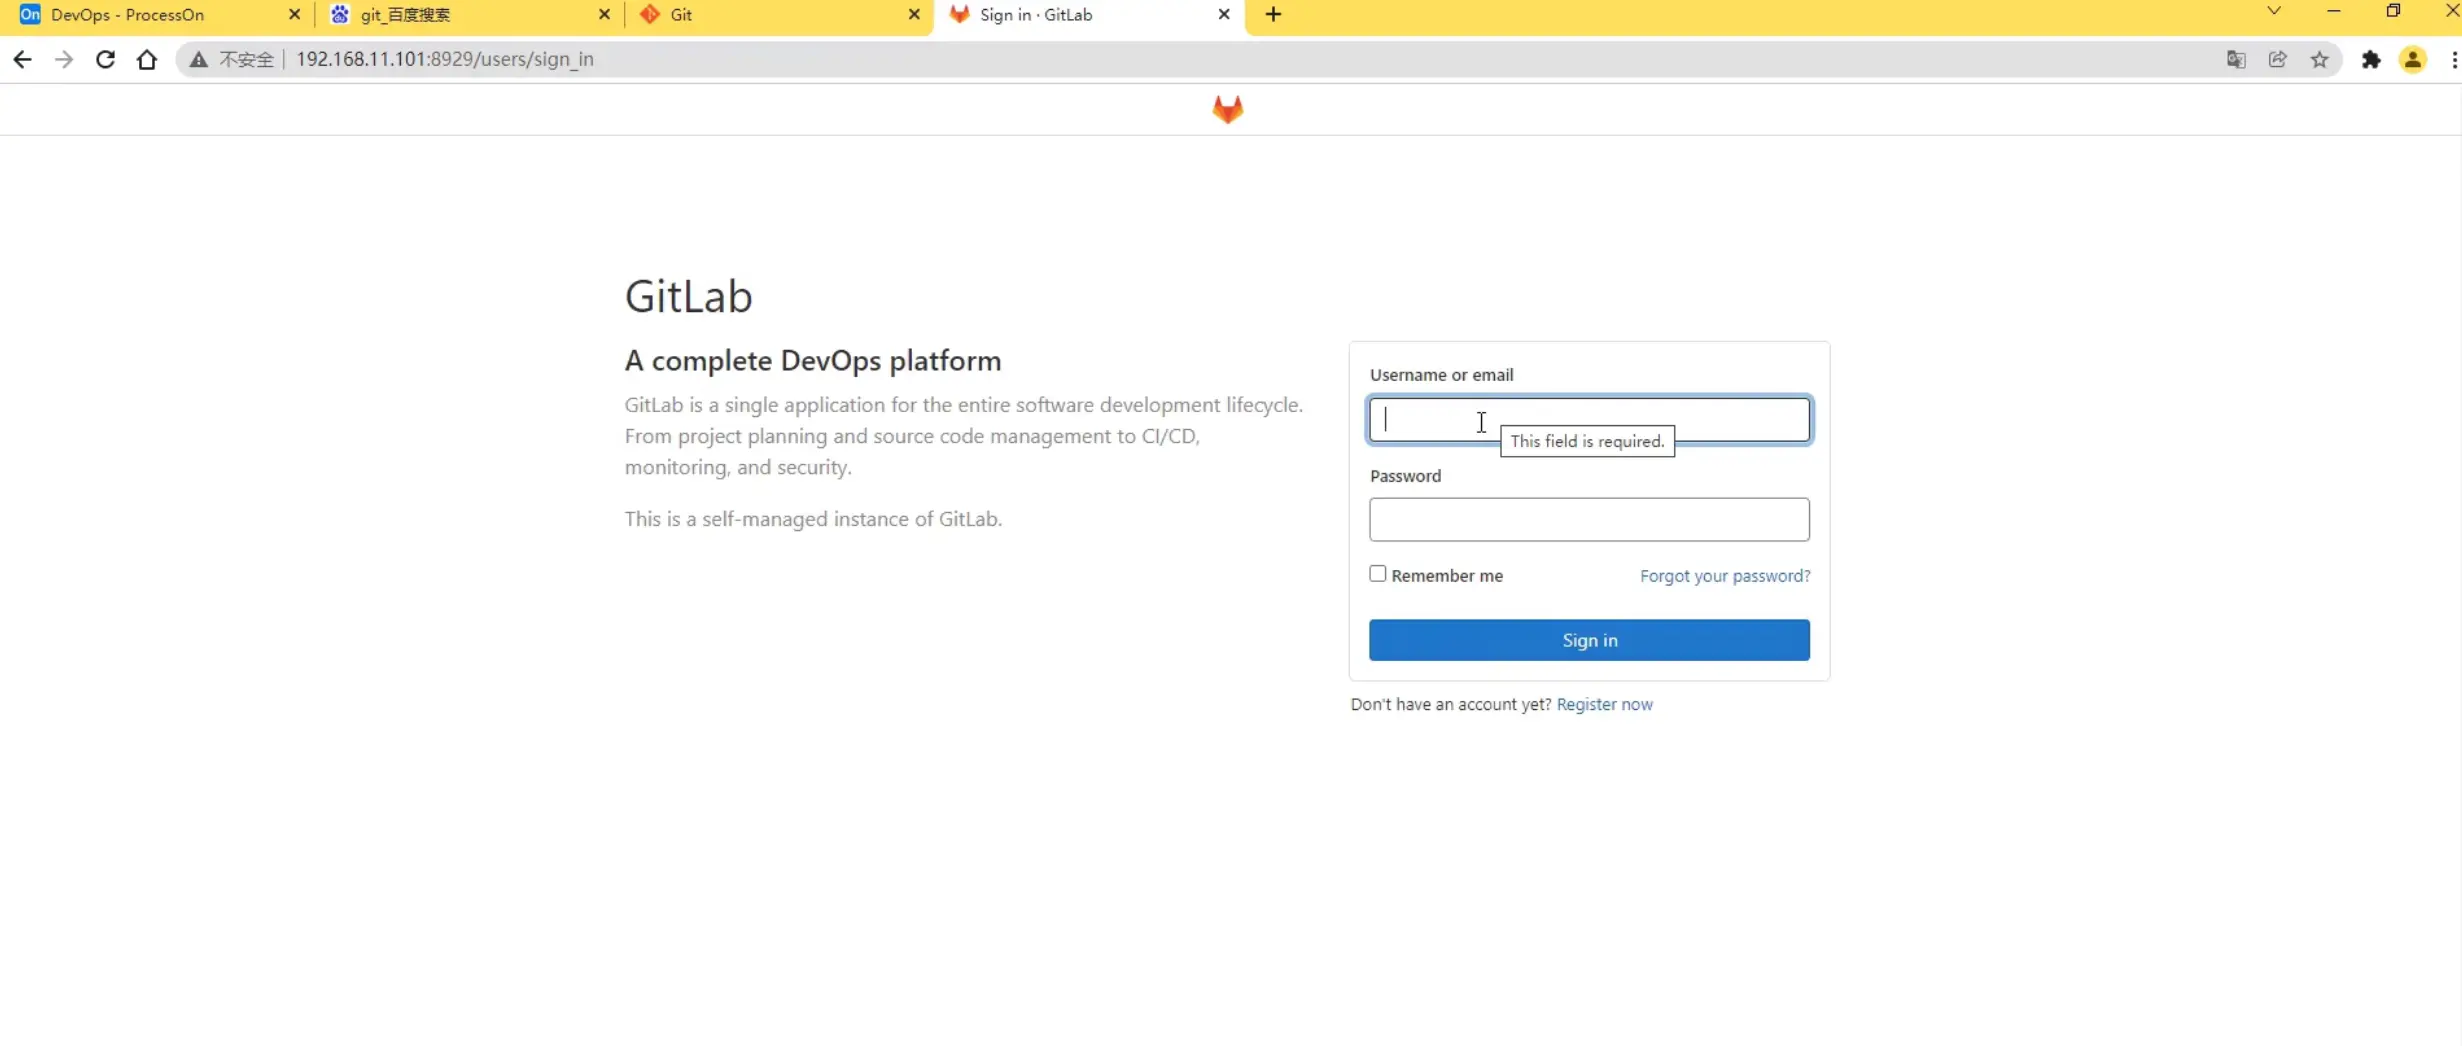 On DevOps - ProcessOn
git_百度搜索
Git
Sign in · GitLab
不安全 192.168.11.101:8929/users/sign_in
GitLab
A complete DevOps platform
GitLab is a single application for the entire software development lifecycle.
From project planning and source code management to CI/CD,
monitoring, and security.
This is a self-managed instance of GitLab.
Username or email
This field is required.
Password
Remember me
Forgot your password?
Sign in
Don't have an account yet? Register now